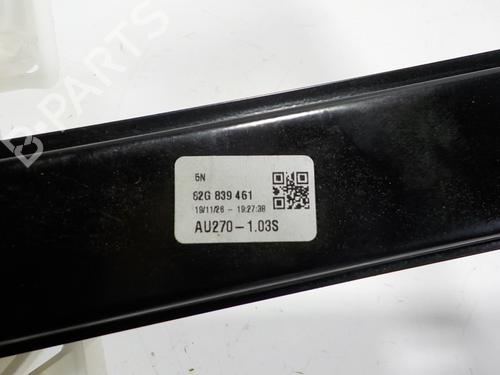 B-PARTS
5N
82G 839 461
19/11/26 - 19:27:38
AU270-1.03S